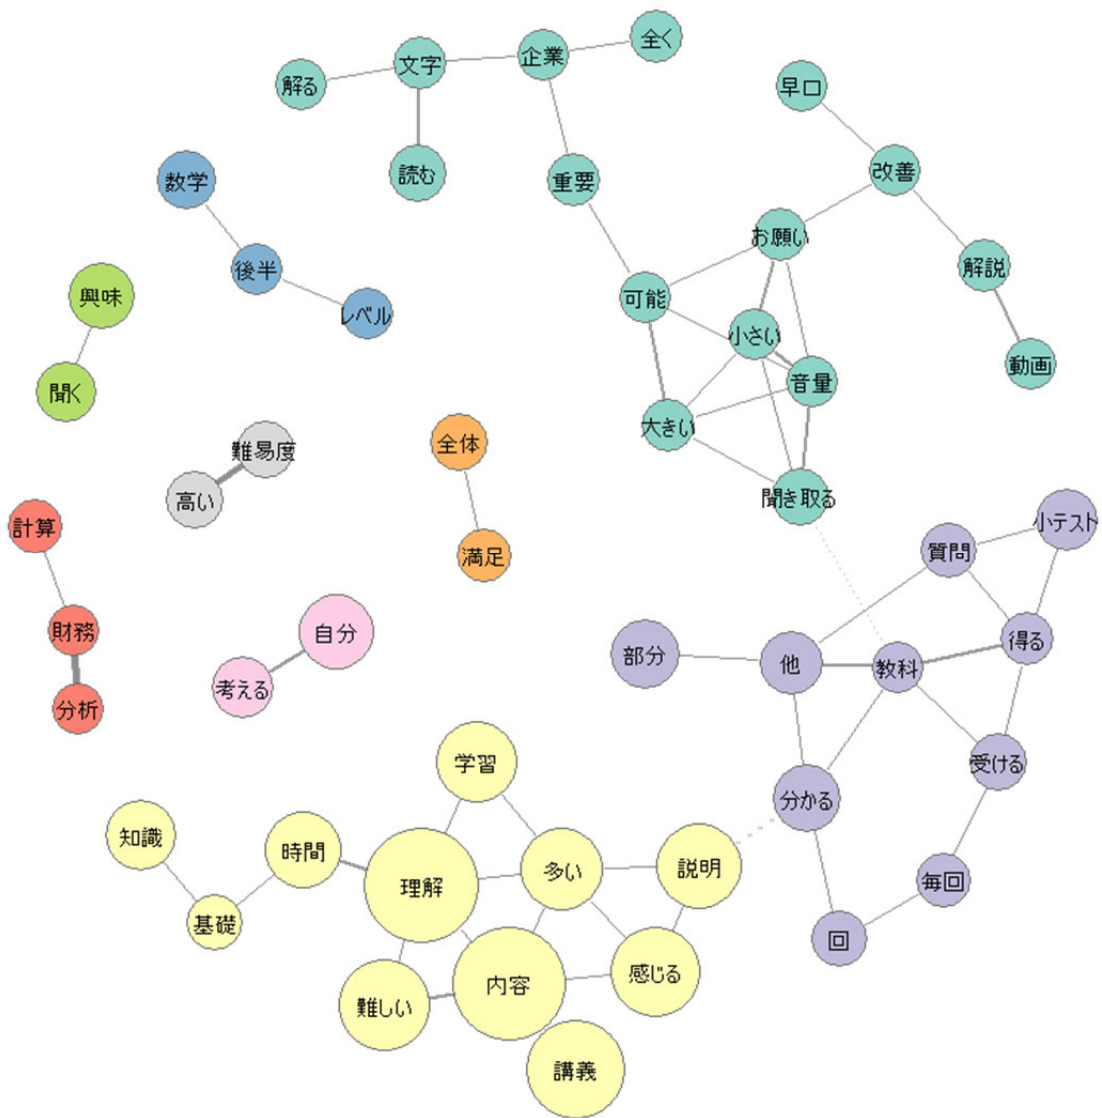 全く
企業
文字
解る
早口
読む
重要
改善
数学
お願い
後半
解説
興味
可能
レベル
小さい
動画
音量
聞く
大きい
全体
難易度
高い
聞き取る
計算
小テスト
質問
満足
財務
自分
部分
他
教科
得る
考える
分析
学習
受ける
分かる
知識
時間
理解
多い
説明
毎回
基礎
回
感じる
内容
難しい
講義